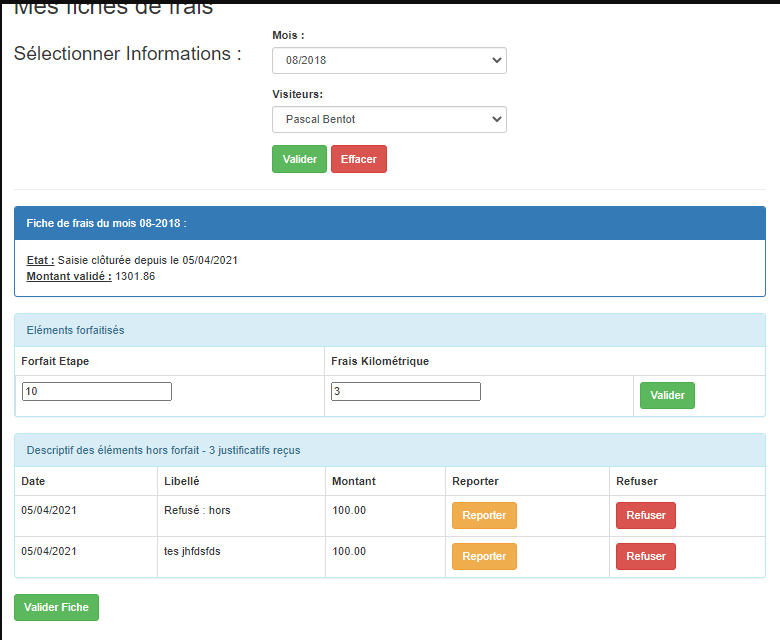 Mes fiches de frais
Sélectionner Informations :
Mois :
08/2018
Visiteurs:
Pascal Bentot
Valider Effacer
Fiche de frais du mois 08-2018 :
Etat : Saisie clôturée depuis le 05/04/2021
Montant validé : 1301.86
Eléments forfaitisés
Forfait Etape Frais Kilométrique
10 3 Valider
Descriptif des éléments hors forfait - 3 justificatifs reçus
Date Libellé Montant Reporter Refuser
05/04/2021 Refusé : hors 100.00 Reporter Refuser
05/04/2021 tes jhfdsfds 100.00 Reporter Refuser
Valider Fiche